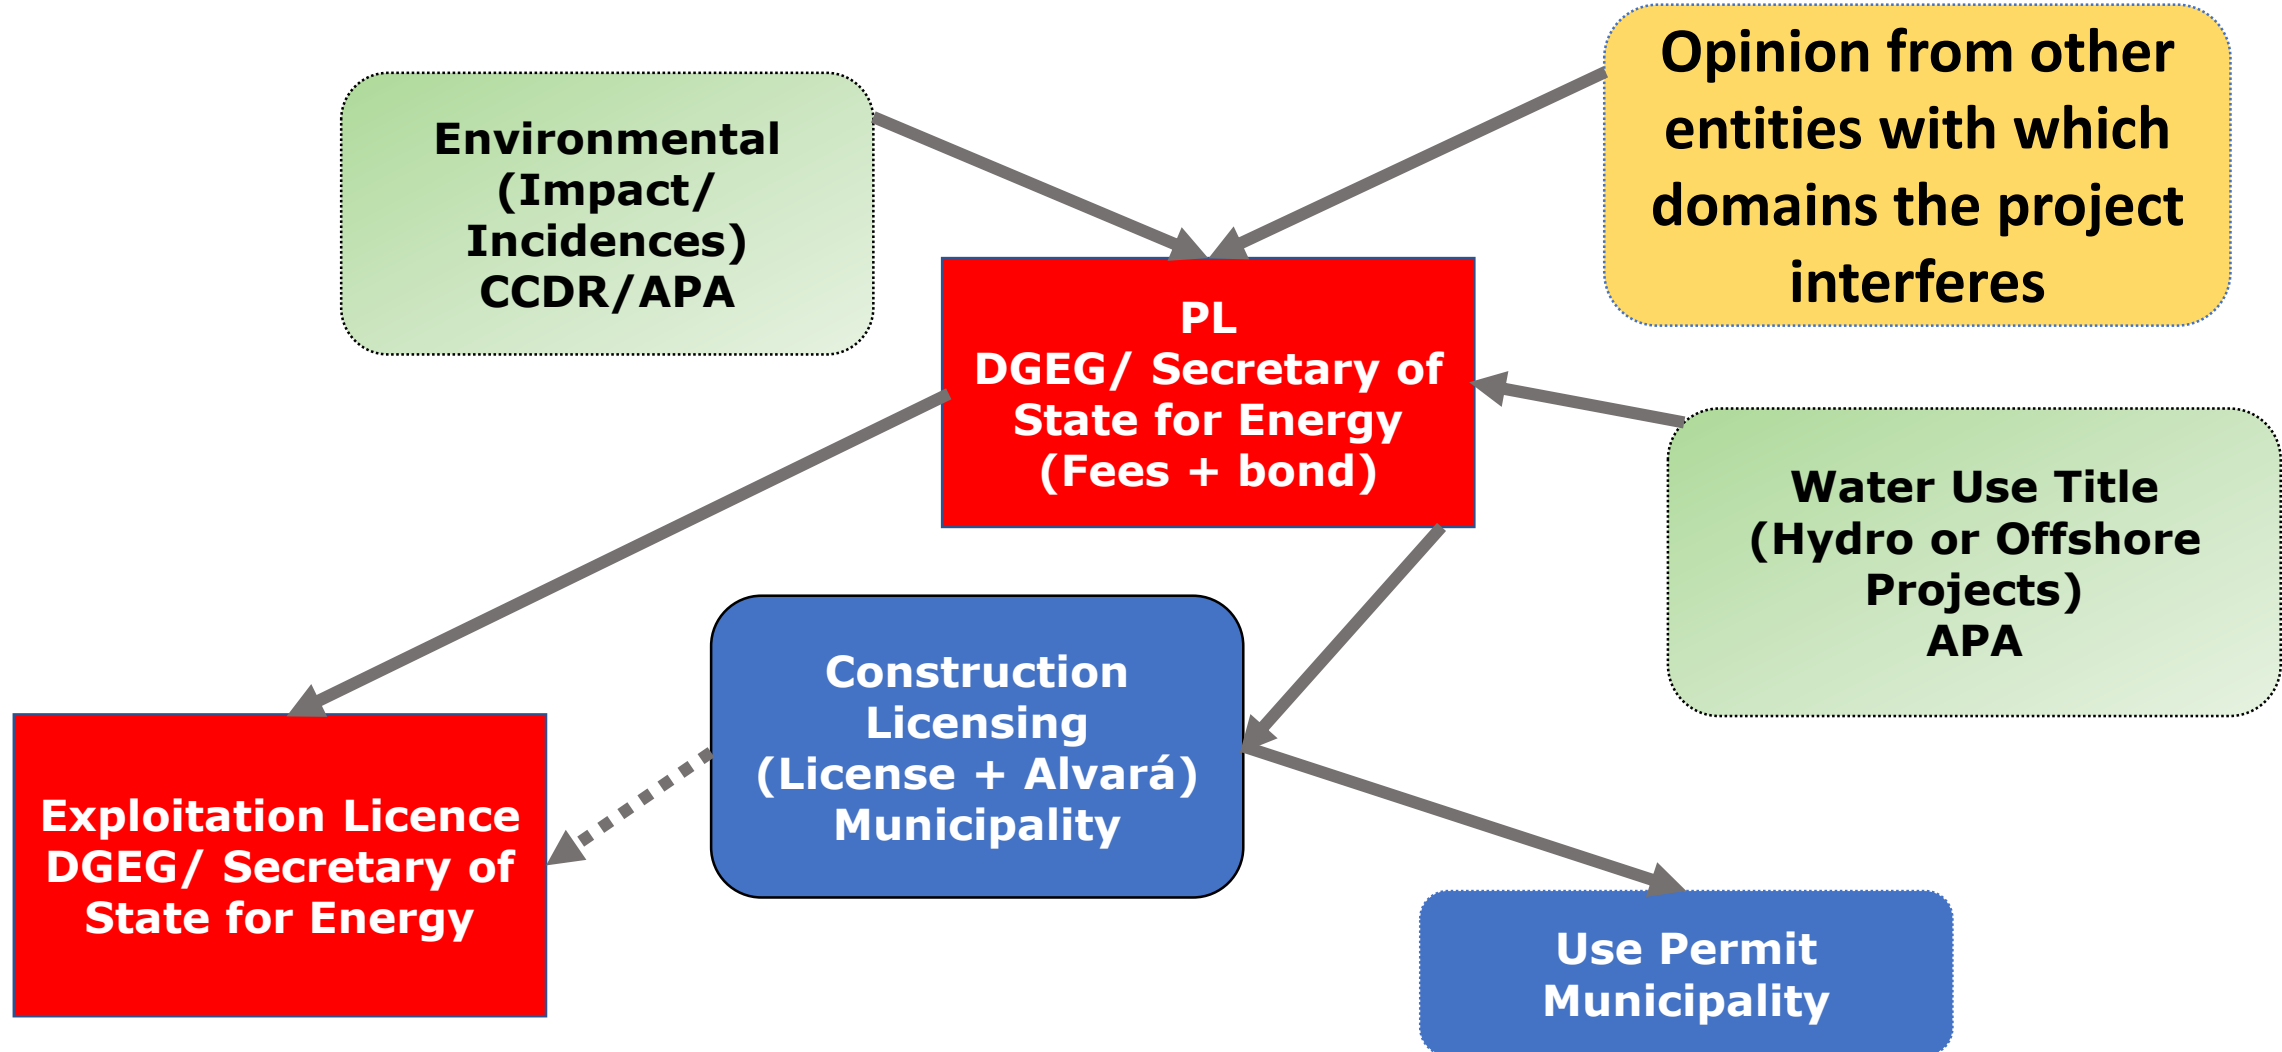 Environmental
(Impact/
Incidences)
CCDR/APA
Opinion from other
entities with which
domains the project
interferes
PL
DGEG/ Secretary of
State for Energy
(Fees + bond)
Water Use Title
(Hydro or Offshore
Projects)
APA
Construction
Licensing
(License + Alvará)
Municipality
Exploitation Licence
DGEG/ Secretary of
State for Energy
Use Permit
Municipality